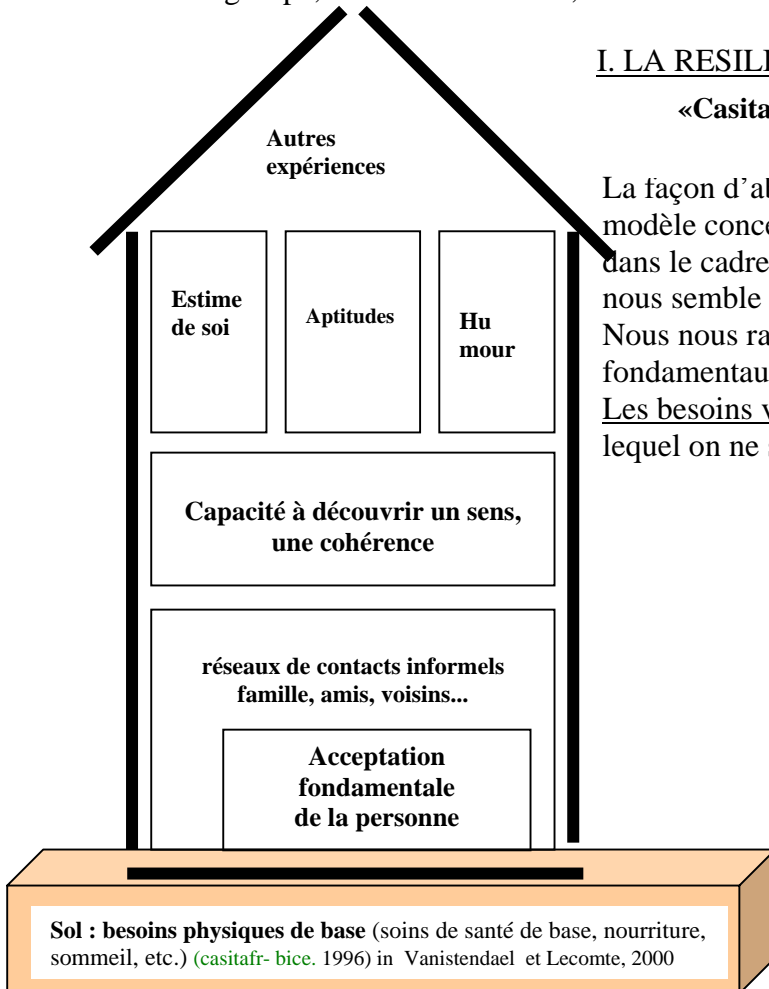 I. LA RESILI
«Casita
La façon d’ab
modèle conce
dans le cadre
nous semble
Nous nous ra
fondamentau
Les besoins v
lequel on ne
Autres
expériences
Estime
de soi
Aptitudes
Hu
mour
Capacité à découvrir un sens,
une cohérence
réseaux de contacts informels
famille, amis, voisins...
Acceptation
fondamentale
de la personne
Sol : besoins physiques de base (soins de santé de base, nourriture,
sommeil, etc.) (casitafr- bice. 1996) in Vanistendael et Lecomte, 2000